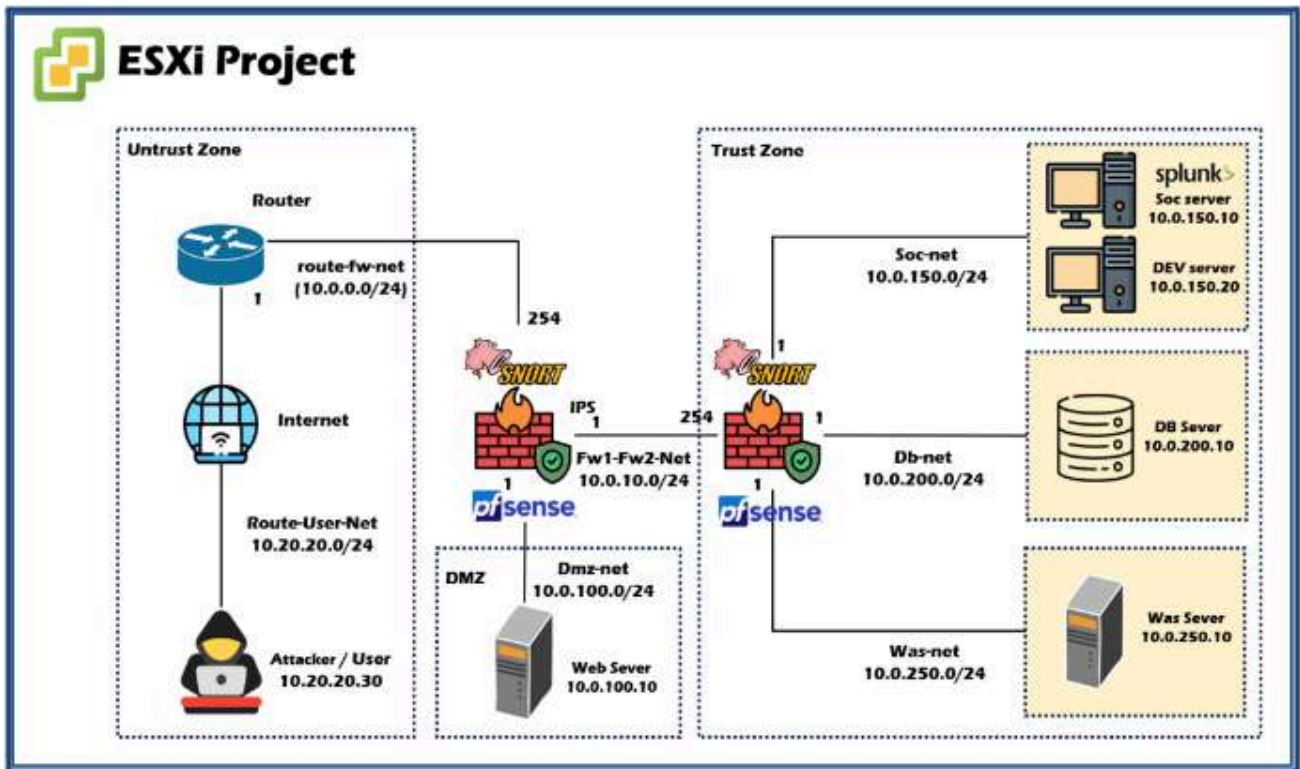 ESXi Project
Untrust Zone
Router
route-fw-net
(10.0.0.0/24)
1
254
Internet
Route-User-Net
10.20.20.0/24
Attacker / User
10.20.20.30
SNORT
IPS
1
Fw1-Fw2-Net
10.0.10.0/24
1
pfsense
DMZ
Dmz-net
10.0.100.0/24
Web Sever
10.0.100.10
Trust Zone
1
SNORT
254
1
1
pfsense
Soc-net
10.0.150.0/24
Db-net
10.0.200.0/24
Was-net
10.0.250.0/24
splunk>
Soc server
10.0.150.10
DEV server
10.0.150.20
DB Sever
10.0.200.10
Was Sever
10.0.250.10